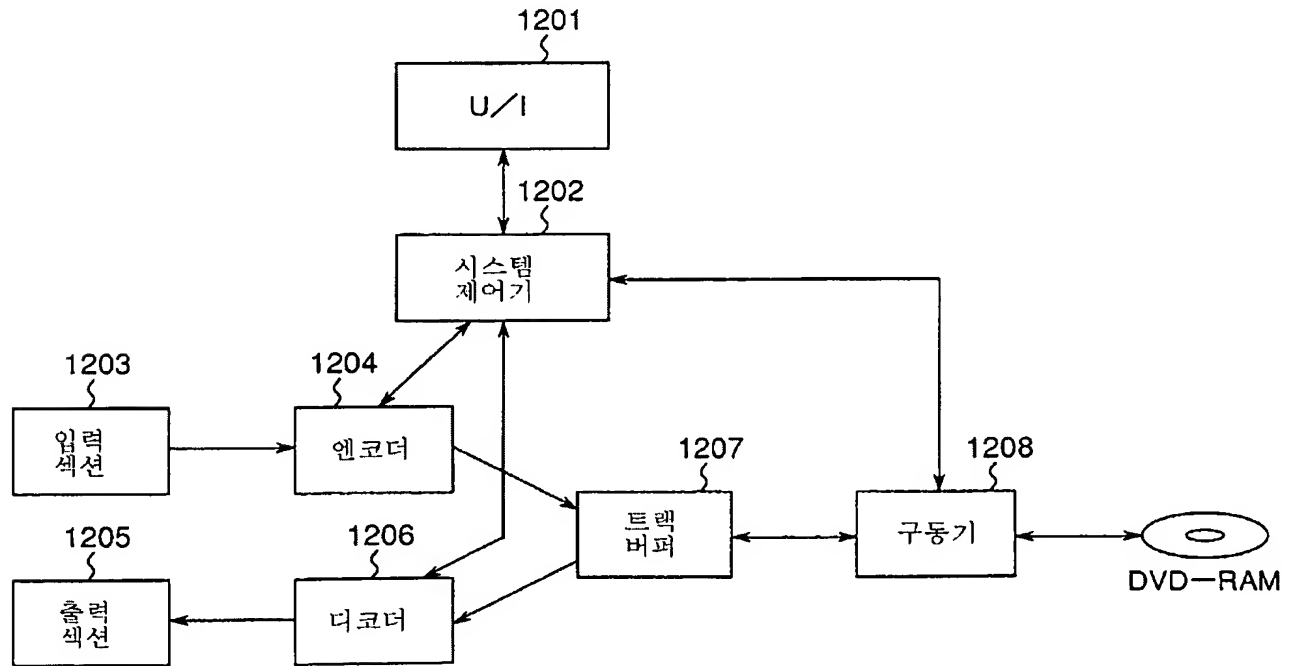 1201
U/I
1202
시스템
제어기
1203
입력
섹션
1204
엔코더
1205
출력
섹션
1206
디코더
1207
트랙
버퍼
1208
구동기
DVD-RAM